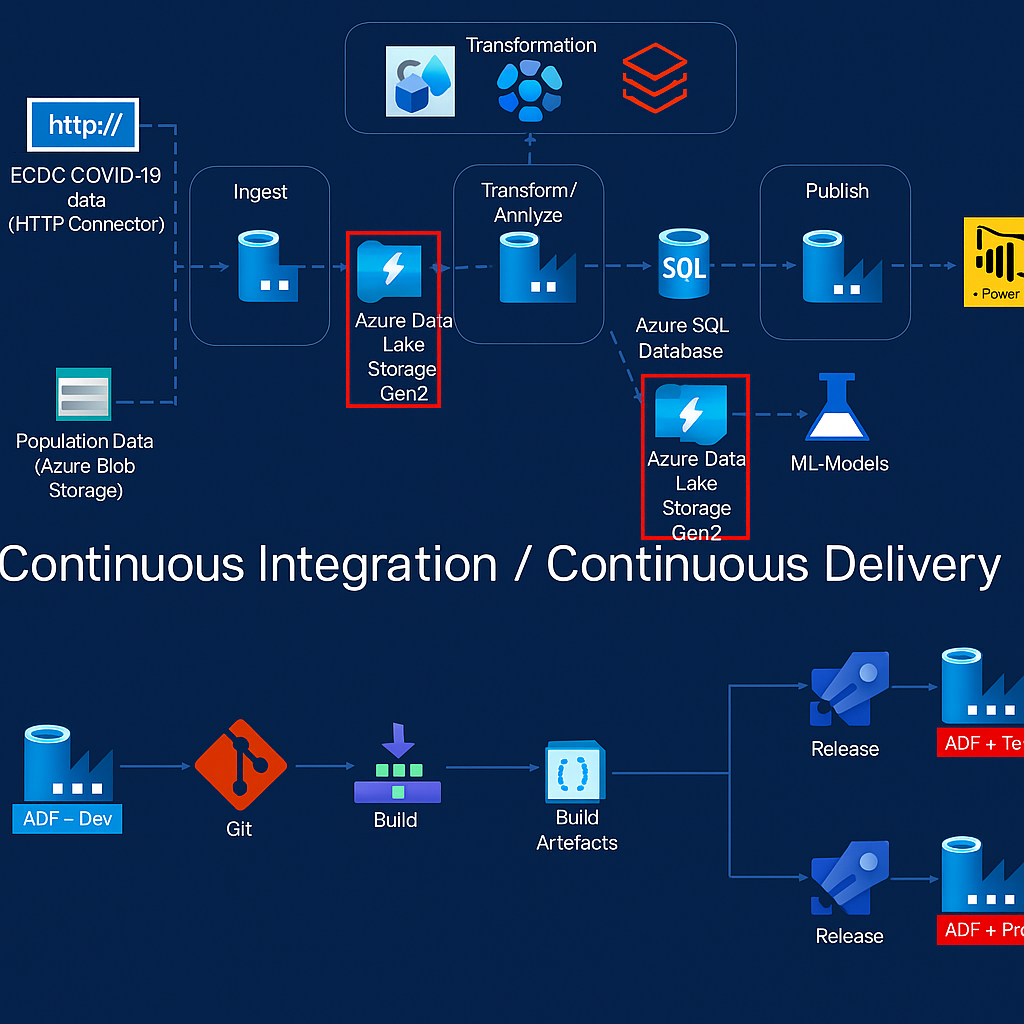 Transformation
http://
ECDC COVID-19
data
(HTTP Connector)
Ingest
Transform/
Annlyze
Publish
SQL
• Power
Azure Data
Lake
Storage
Gen2
Azure SQL
Database
Population Data
(Azure Blob
Storage)
Azure Data
Lake
Storage
Gen2
ML-Models
Continuous Integration / Continuous Delivery
ADF – Dev
Git
Build
{ }
Build
Artefacts
Release
ADF + Te
Release
ADF + Pro